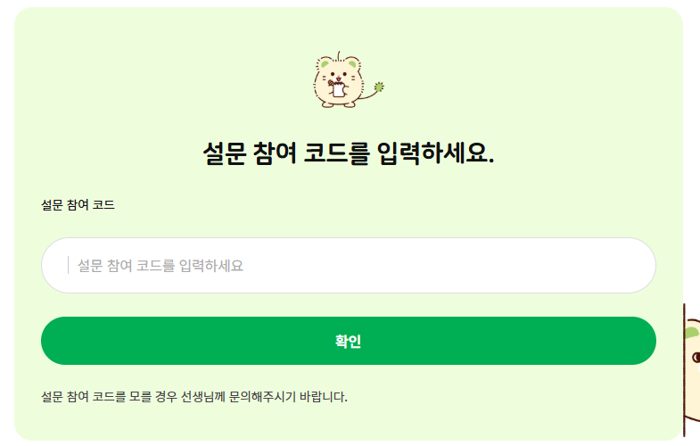 설문 참여 코드를 입력하세요.
설문 참여 코드
설문 참여 코드를 입력하세요
확인
설문 참여 코드를 모를 경우 선생님께 문의해주시기 바랍니다.